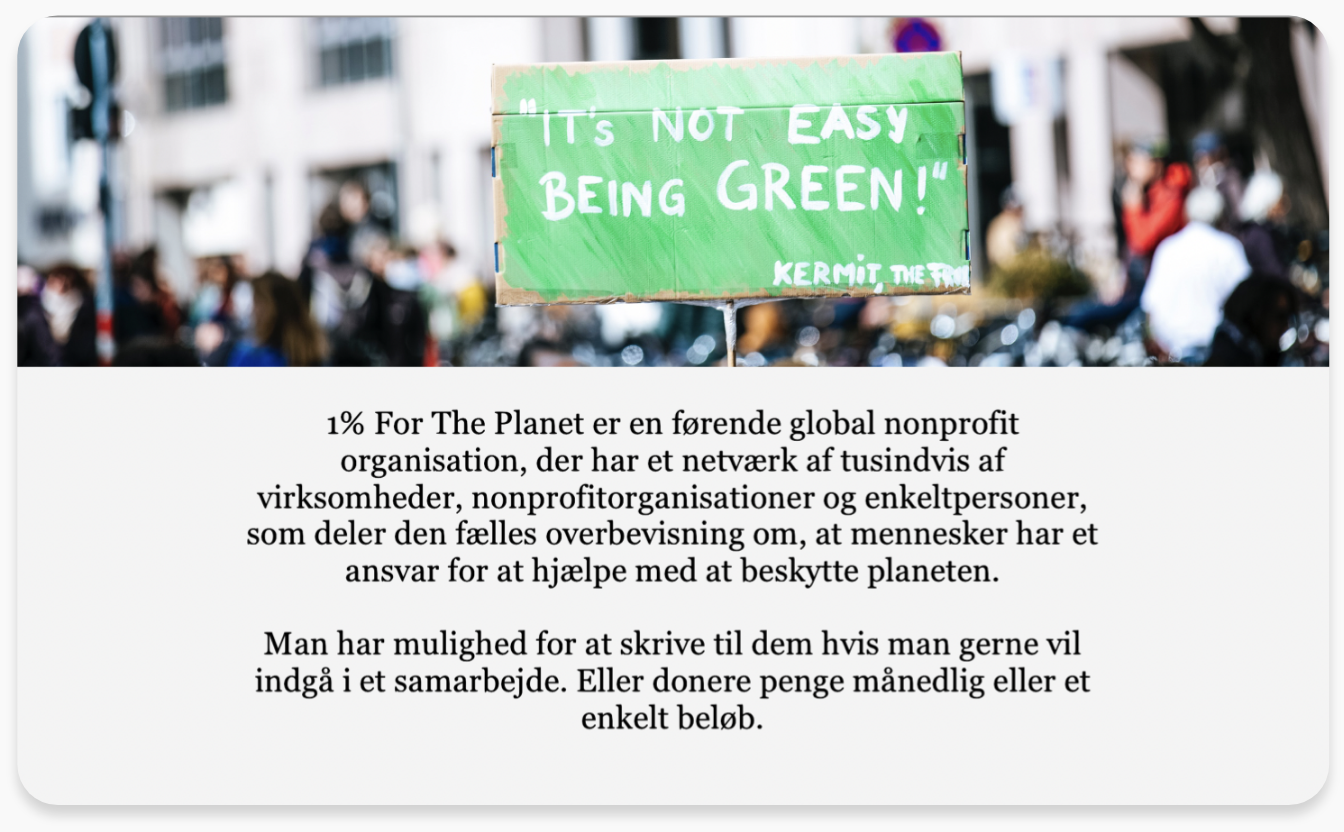 "IT'S NOT EASY
BEING GREEN!"
KERMIT, THE
1% For The Planet er en førende global nonprofit
organisation, der har et netværk af tusindvis af
virksomheder, nonprofitorganisationer og enkeltpersoner,
som deler den fælles overbevisning om, at mennesker har et
ansvar for at hjælpe med at beskytte planeten.
Man har mulighed for at skrive til dem hvis man gerne vil
indgå i et samarbejde. Eller donere penge månedlig eller et
enkelt beløb.